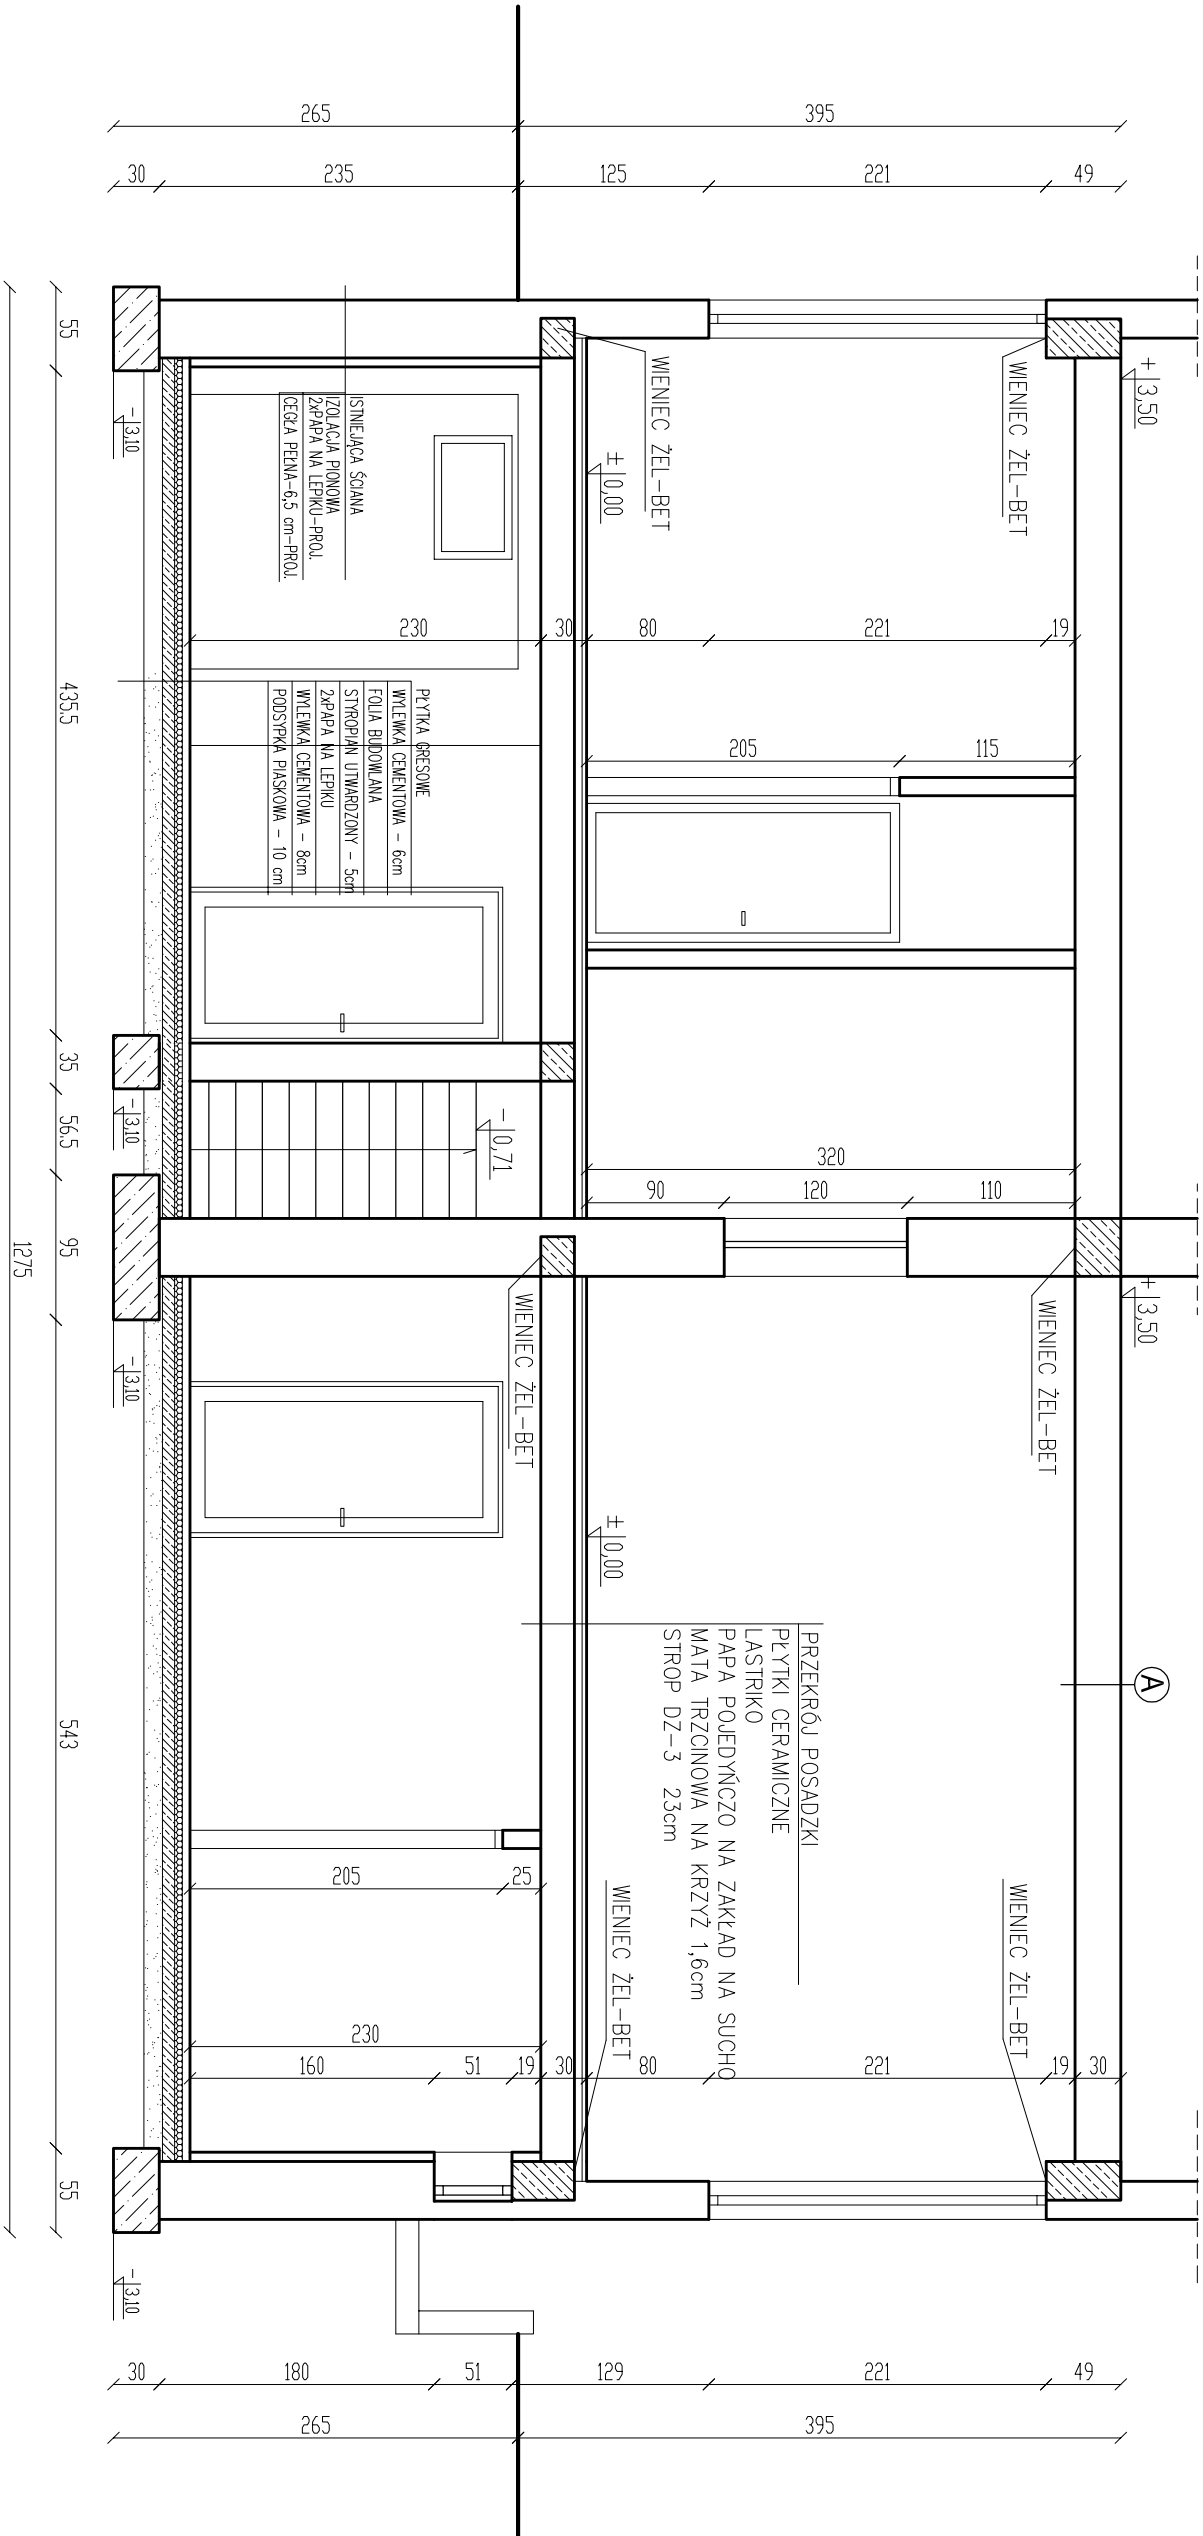 265
395
30
235
125
221
49
+ 3,50
WIENIEC ŻEL-BET
WIENIEC ŻEL-BET
± 0,00
ISTNIEJĄCA ŚCIANA
IZOLACJA PIONOWA
2xPAPA NA LEPIKU-PROJ.
CEGŁA PEŁNA-6,5 cm-PROJ.
- 3,10
230
30
80
221
19
205
115
PŁYTKA GRESOWE
WYLEWKA CEMENTOWA - 6cm
FOLIA BUDOWLANA
STYROPIAN UTWARDZONY - 5cm
2xPAPA NA LEPIKU
WYLEWKA CEMENTOWA - 8cm
PODSYPKA PIASKOWA - 10 cm
- 3,10
- 0,71
320
90
120
110
+ 3,50
WIENIEC ŻEL-BET
WIENIEC ŻEL-BET
- 3,10
± 0,00
A
PRZEKRÓJ POSADZKI
PŁYTKI CERAMICZNE
LASTRIKO
PAPA POJEDYŃCZO NA ZAKŁAD NA SUCHO
MATA TRZCINOWA NA KRZYŻ 1,6cm
STROP DZ-3 23cm
205
25
WIENIEC ŻEL-BET
WIENIEC ŻEL-BET
230
160
51
19
30
80
221
19
30
- 3,10
30
180
51
129
221
49
265
395
55
435,5
35
56,5
95
543
55
1275